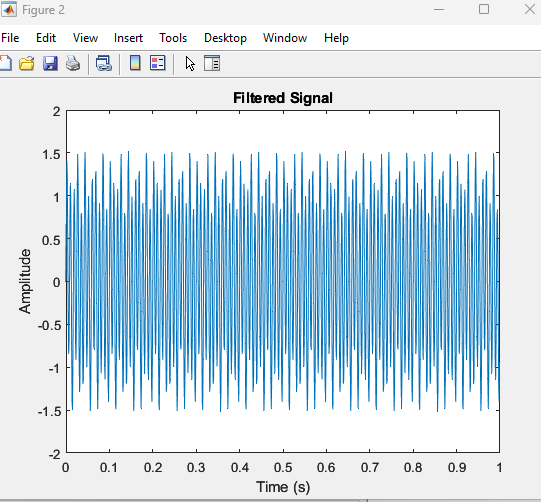 Figure 2
File Edit View Insert Tools Desktop Window Help
Filtered Signal
2
1.5
1
0.5
0
-0.5
-1
-1.5
-2
Amplitude
0 0.1 0.2 0.3 0.4 0.5 0.6 0.7 0.8 0.9 1
Time (s)